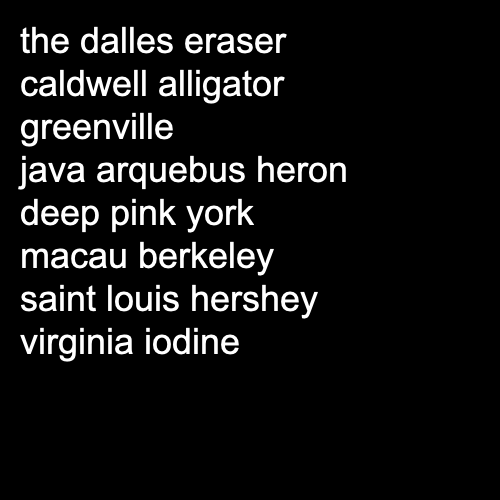 the dalles eraser
caldwell alligator
greenville
java arquebus heron
deep pink york
macau berkeley
saint louis hershey
virginia iodine